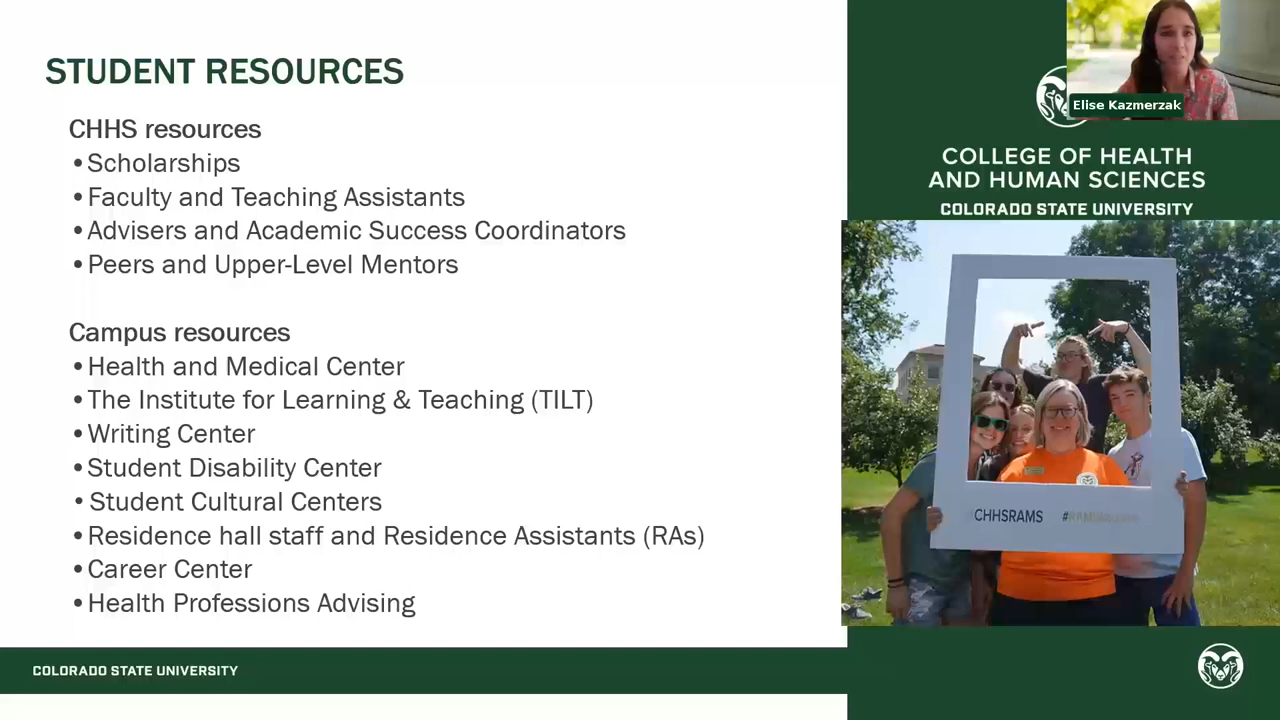 STUDENT RESOURCES
CHHS resources
•Scholarships
•Faculty and Teaching Assistants
•Advisers and Academic Success Coordinators
•Peers and Upper-Level Mentors
Campus resources
•Health and Medical Center
•The Institute for Learning & Teaching (TILT)
•Writing Center
•Student Disability Center
•Student Cultural Centers
•Residence hall staff and Residence Assistants (RAs)
•Career Center
•Health Professions Advising
COLORADO STATE UNIVERSITY
Elise Kazmerzak
COLLEGE OF HEALTH
AND HUMAN SCIENCES
COLORADO STATE UNIVERSITY
CHHSRAMS